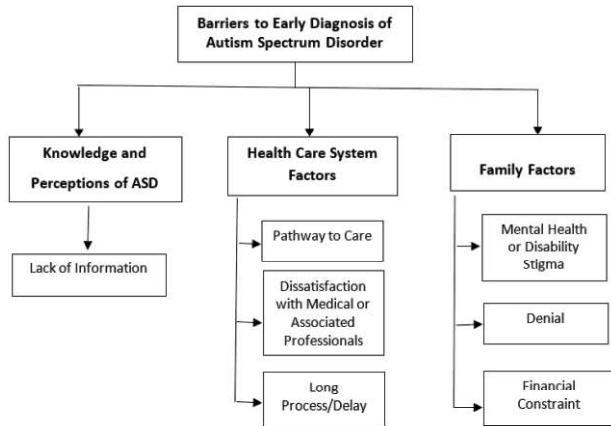 Barriers to Early Diagnosis of
Autism Spectrum Disorder
Knowledge and
Perceptions of ASD
Lack of Information
Health Care System
Factors
Pathway to Care
Dissatisfaction
with Medical or
Associated
Professionals
Long
Process/Delay
Family Factors
Mental Health
or Disability
Stigma
Denial
Financial
Constraint